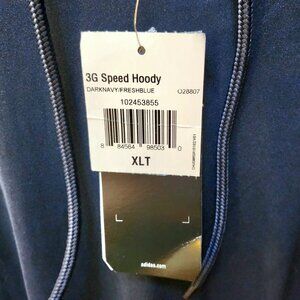 3G Speed Hoody
DARKNAVY/FRESHBLUE O28807
102453855
8 84564 98503 0
XLT
adidas.com